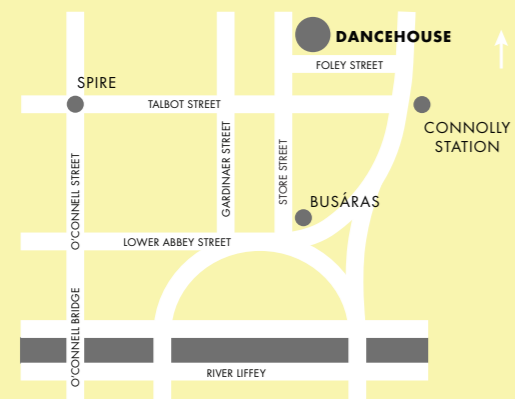 DANCEHOUSE
FOLEY STREET
SPIRE
TALBOT STREET
CONNOLLY
STATION
GARDINAER STREET
STORE STREET
O'CONNELL STREET
BUSÁRAS
LOWER ABBEY STREET
O'CONNELL BRIDGE
RIVER LIFFEY